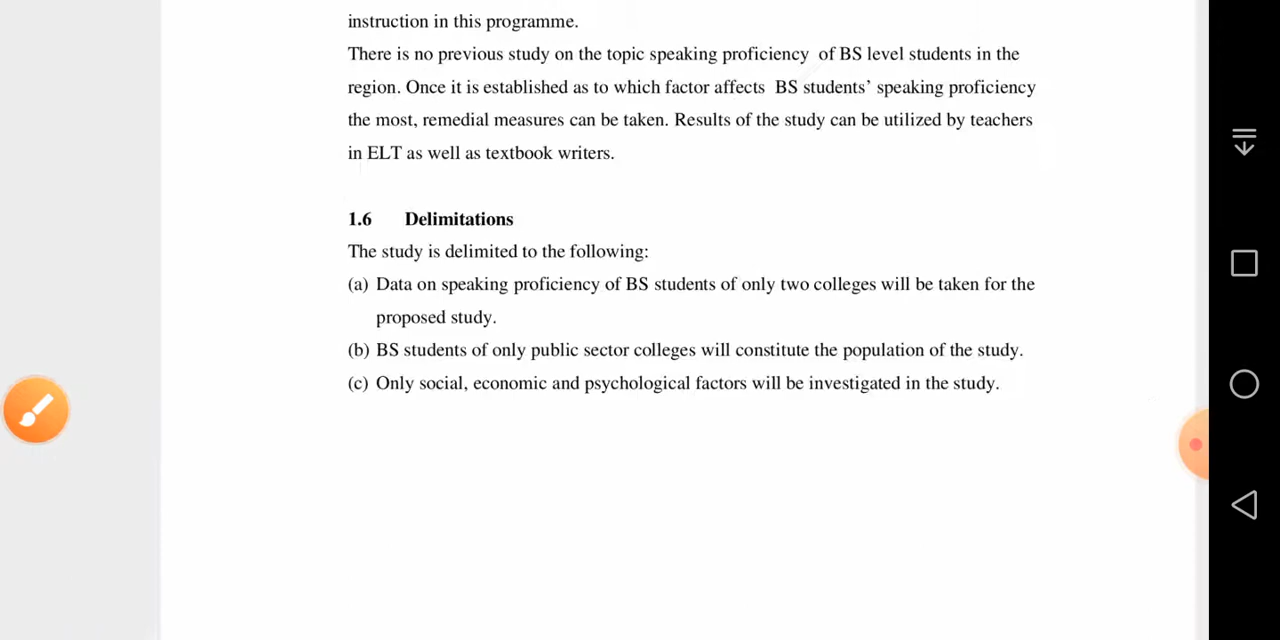 instruction in this programme.
There is no previous study on the topic speaking proficiency of BS level students in the
region. Once it is established as to which factor affects BS students’ speaking proficiency
the most, remedial measures can be taken. Results of the study can be utilized by teachers
in ELT as well as textbook writers.
1.6 Delimitations
The study is delimited to the following:
(a) Data on speaking proficiency of BS students of only two colleges will be taken for the
proposed study.
(b) BS students of only public sector colleges will constitute the population of the study.
(c) Only social, economic and psychological factors will be investigated in the study.